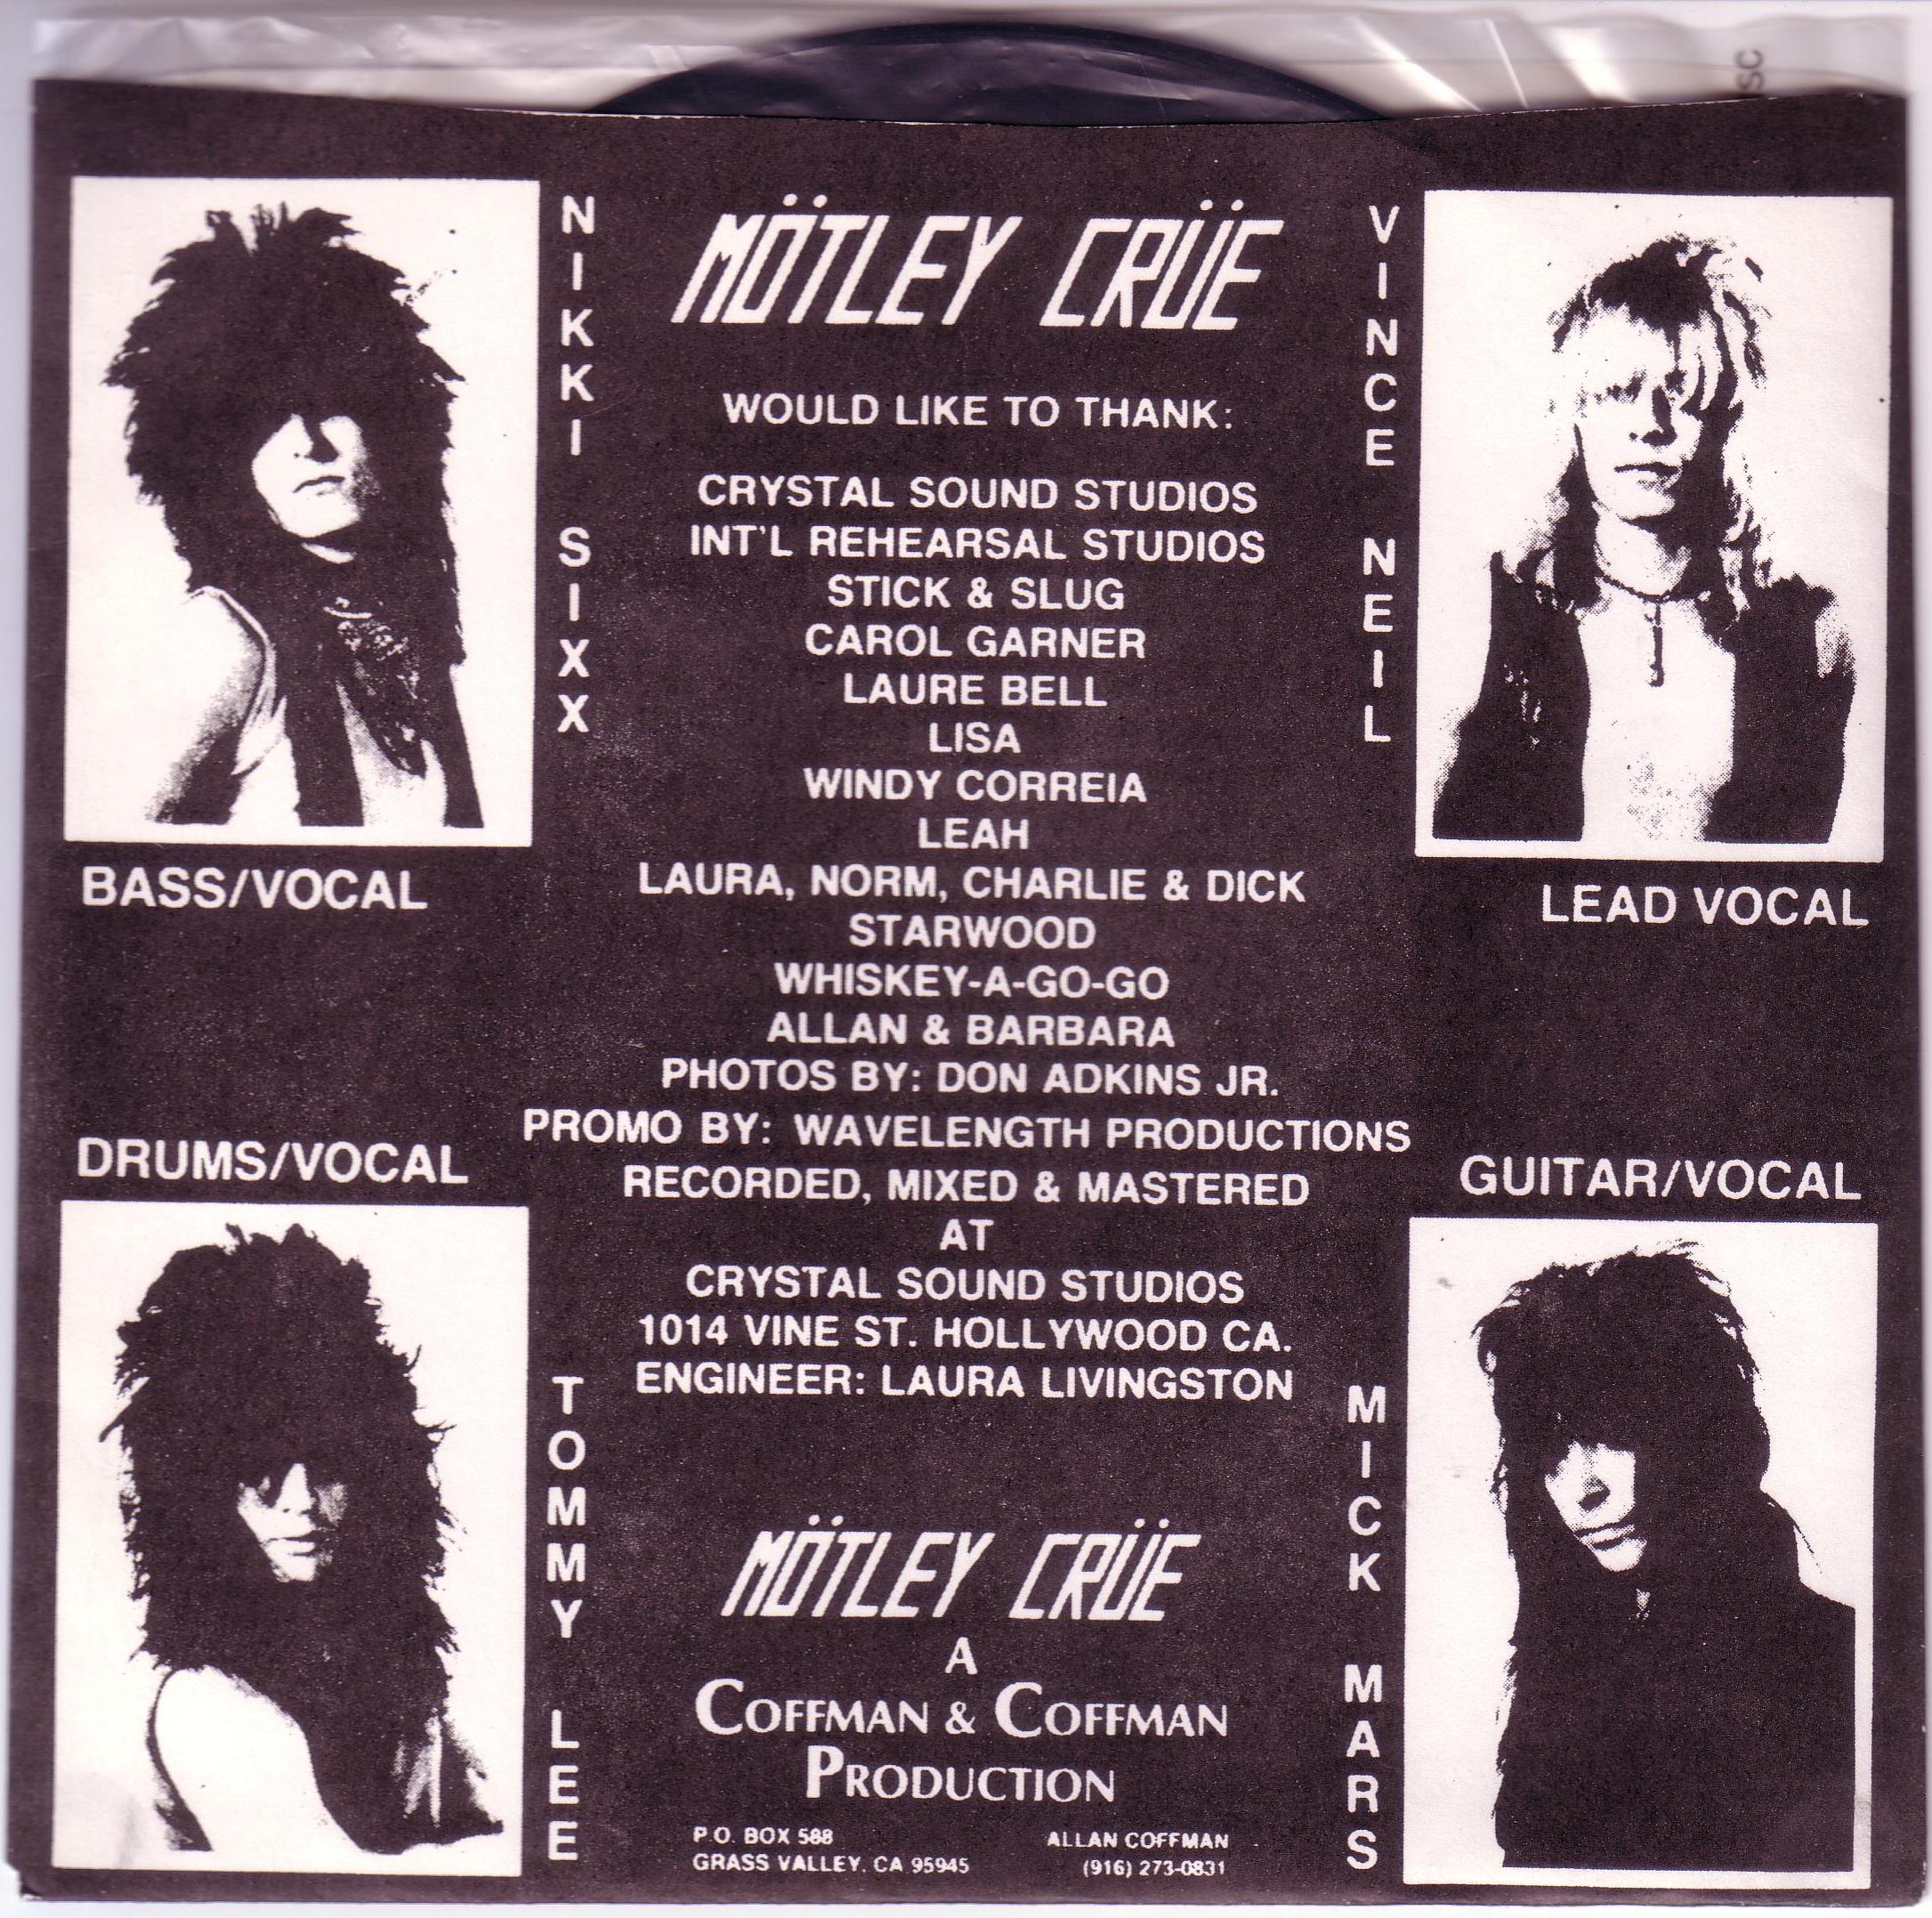 SC
NIKKI SIXX
BASS/VOCAL
VINCE NEIL
LEAD VOCAL
MÖTLEY CRÜE
WOULD LIKE TO THANK:
CRYSTAL SOUND STUDIOS
INT'L REHEARSAL STUDIOS
STICK & SLUG
CAROL GARNER
LAURE BELL
LISA
WINDY CORREIA
LEAH
LAURA, NORM, CHARLIE & DICK
STARWOOD
WHISKEY-A-GO-GO
ALLAN & BARBARA
PHOTOS BY: DON ADKINS JR.
PROMO BY: WAVELENGTH PRODUCTIONS
RECORDED, MIXED & MASTERED
AT
CRYSTAL SOUND STUDIOS
1014 VINE ST. HOLLYWOOD CA.
ENGINEER: LAURA LIVINGSTON
DRUMS/VOCAL
TOMMY LEE
GUITAR/VOCAL
MICK MARS
MÖTLEY CRÜE
A
COFFMAN & COFFMAN
PRODUCTION
P.O. BOX 588
GRASS VALLEY, CA 95945
ALLAN COFFMAN
(916) 273-0831